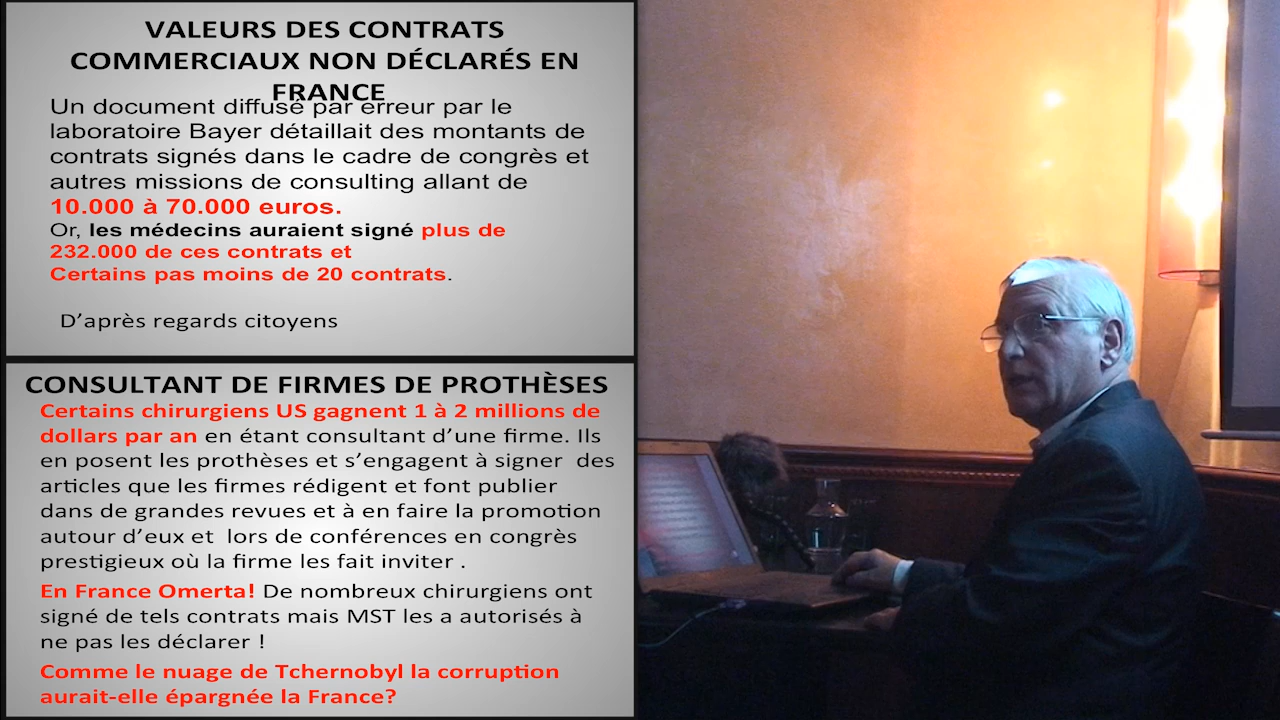 VALEURS DES CONTRATS
COMMERCIAUX NON DÉCLARÉS EN
FRANCE
Un document diffusé par erreur par le
laboratoire Bayer détaillait des montants de
contrats signés dans le cadre de congrès et
autres missions de consulting allant de
10.000 à 70.000 euros.
Or, les médecins auraient signé plus de
232.000 de ces contrats et
Certains pas moins de 20 contrats.
D’après regards citoyens
CONSULTANT DE FIRMES DE PROTHÈSES
Certains chirurgiens US gagnent 1 à 2 millions de
dollars par an en étant consultant d’une firme. Ils
en posent les prothèses et s’engagent à signer des
articles que les firmes rédigent et font publier
dans de grandes revues et à en faire la promotion
autour d’eux et lors de conférences en congrès
prestigieux où la firme les fait inviter .
En France Omerta! De nombreux chirurgiens ont
signé de tels contrats mais MST les a autorisés à
ne pas les déclarer !
Comme le nuage de Tchernobyl la corruption
aurait-elle épargnée la France?